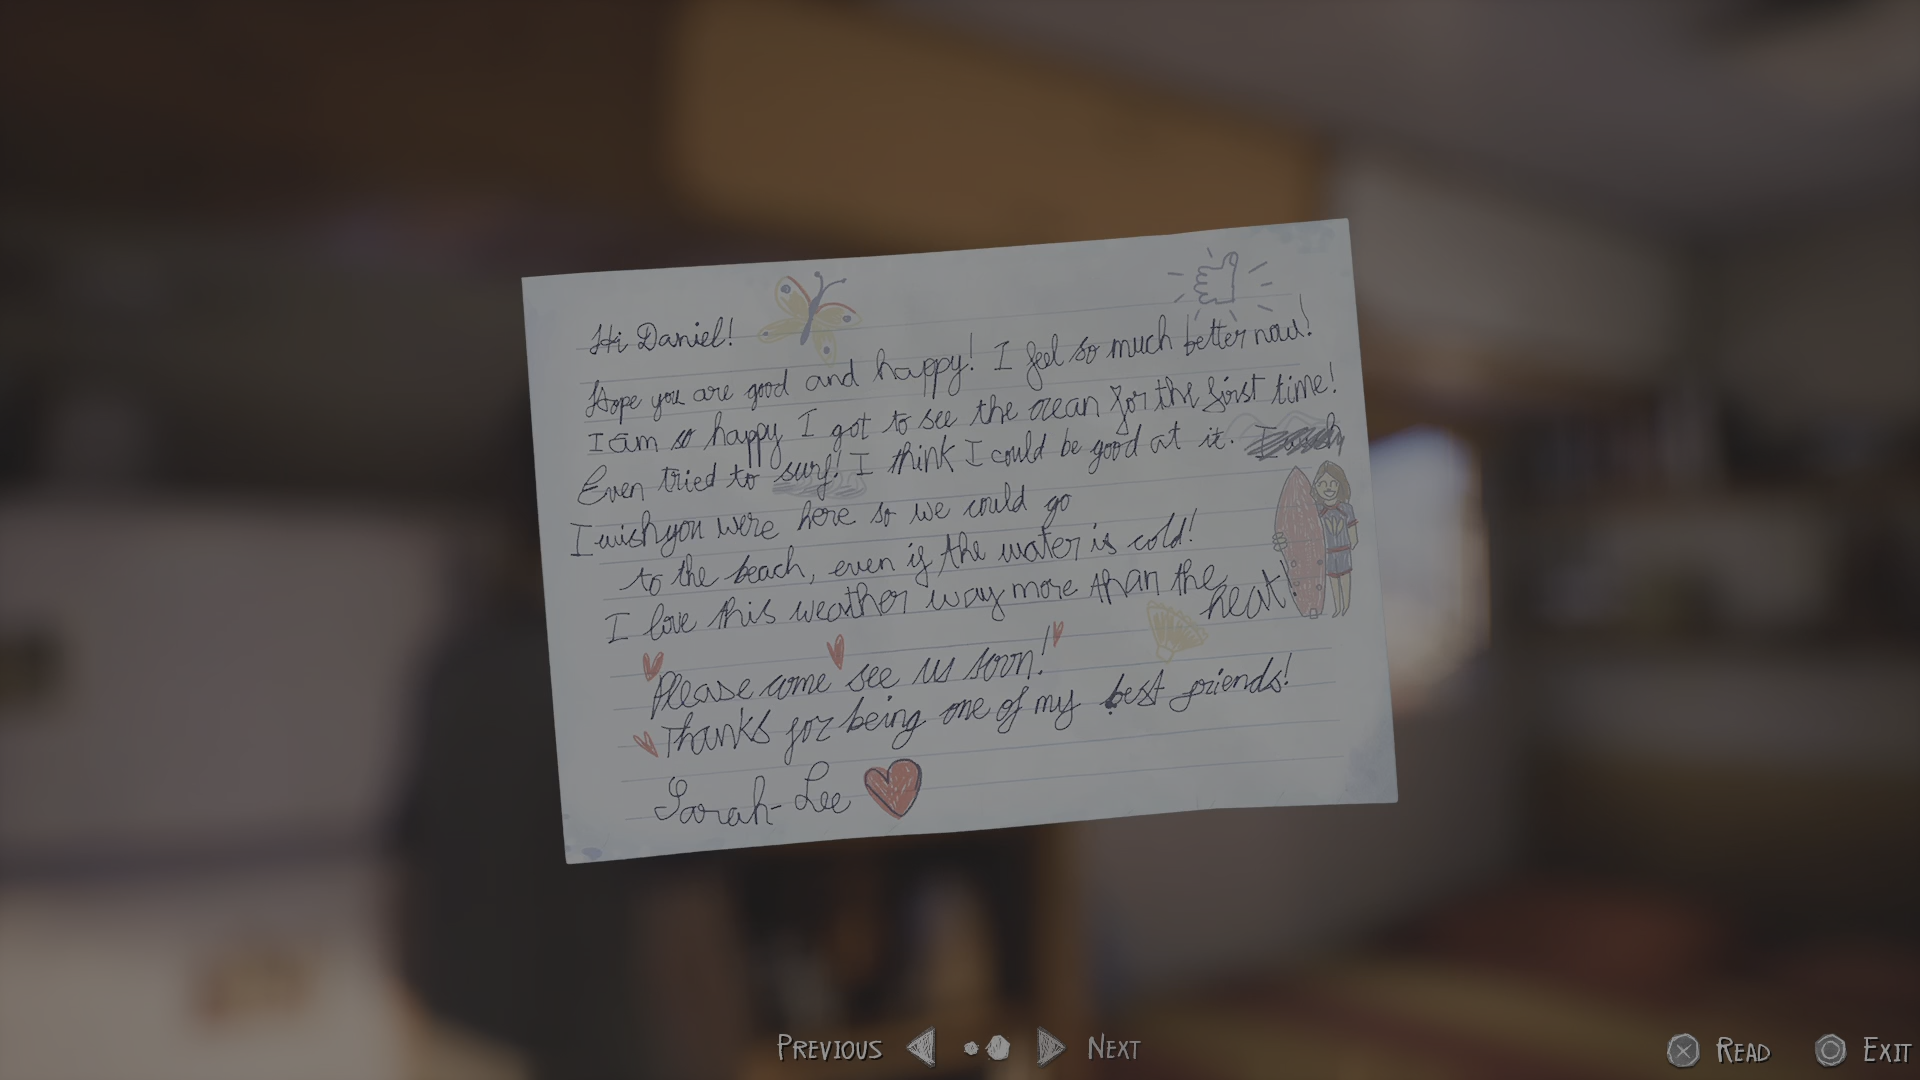 Hi Daniel!
Hope you are good and happy! I feel so much better now!
I am so happy I got to see the ocean for the first time!
Even tried to surf! I think I could be good at it.
I wish you were here so we could go
to the beach, even if the water is cold!
I love this weather way more than the
heat!
Please come see us soon!
Thanks for being one of my best friends!
Sarah-Lee
PREVIOUS NEXT
READ EXIT